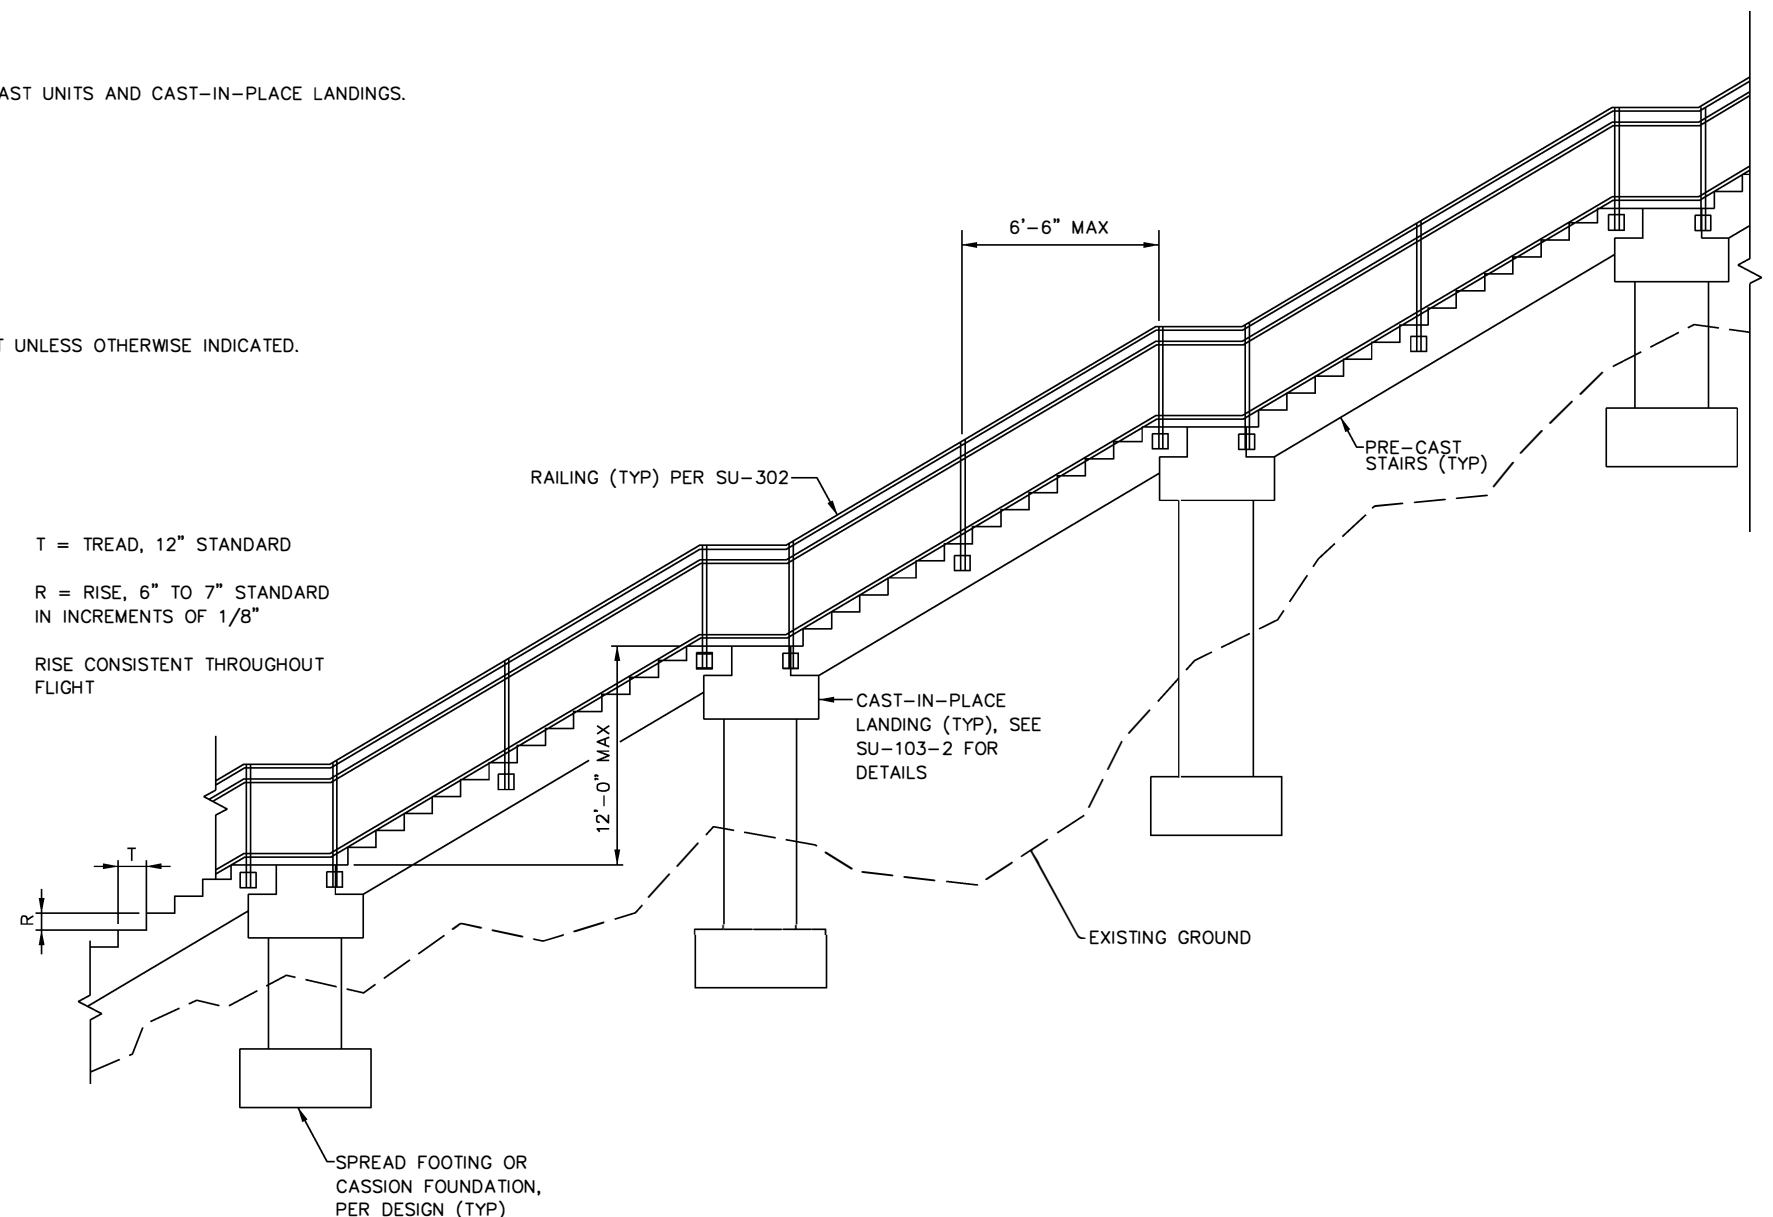 AST UNITS AND CAST-IN-PLACE LANDINGS.
6'-6" MAX
T UNLESS OTHERWISE INDICATED.
PRE-CAST
STAIRS (TYP)
RAILING (TYP) PER SU-302
T = TREAD, 12" STANDARD
R = RISE, 6" TO 7" STANDARD
IN INCREMENTS OF 1/8"
RISE CONSISTENT THROUGHOUT
FLIGHT
CAST-IN-PLACE
LANDING (TYP), SEE
SU-103-2 FOR
DETAILS
12'-0" MAX
T
R
EXISTING GROUND
SPREAD FOOTING OR
CASSION FOUNDATION,
PER DESIGN (TYP)